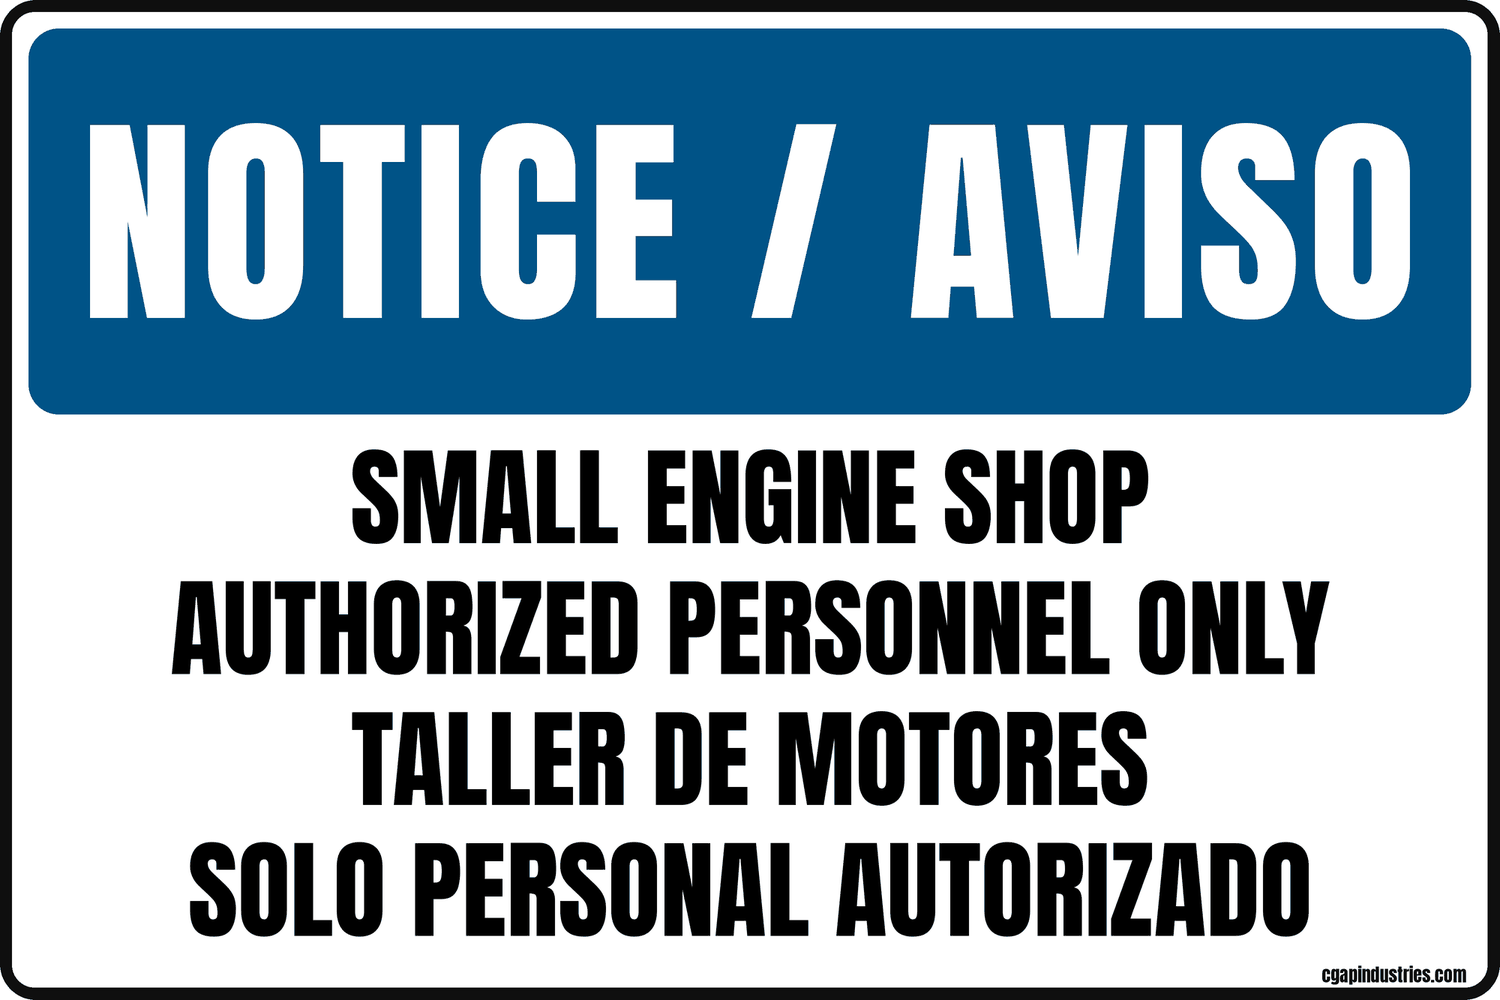 NOTICE / AVISO
SMALL ENGINE SHOP
AUTHORIZED PERSONNEL ONLY
TALLER DE MOTORES
SOLO PERSONAL AUTORIZADO
cgapindustries.com